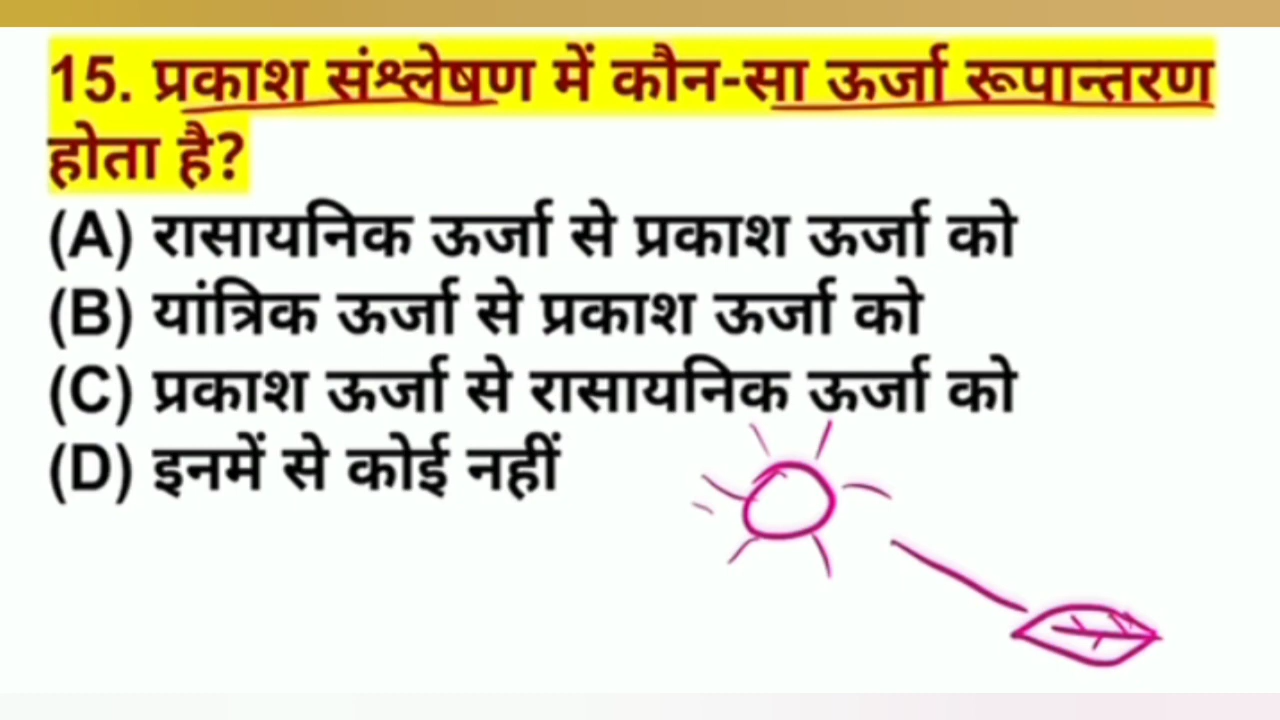 15. प्रकाश संश्लेषण में कौन-सा ऊर्जा रूपान्तरण
होता है?
(A) रासायनिक ऊर्जा से प्रकाश ऊर्जा को
(B) यांत्रिक ऊर्जा से प्रकाश ऊर्जा को
(C) प्रकाश ऊर्जा से रासायनिक ऊर्जा को
(D) इनमें से कोई नहीं